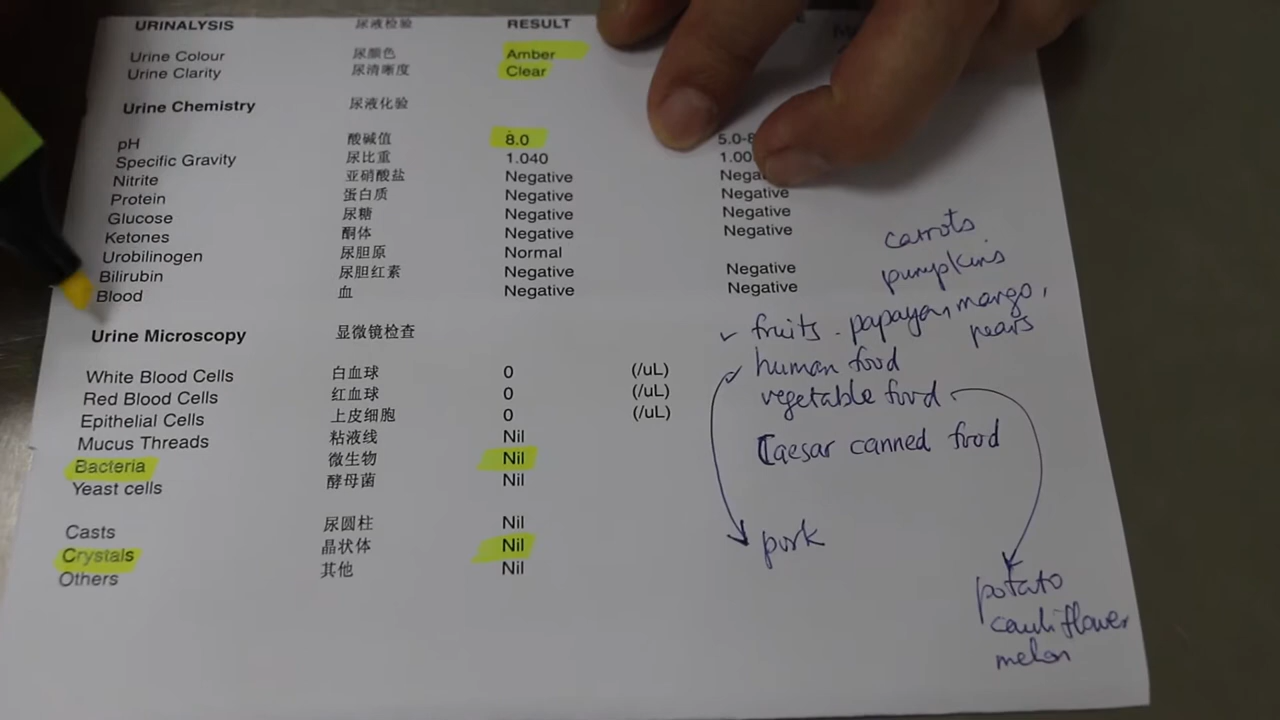 URINALYSIS 尿液检验 RESULT
Urine Colour 尿颜色 Amber
Urine Clarity 尿清晰度 Clear
Urine Chemistry 尿液化验
pH 酸碱值 8.0 5.0-8
Specific Gravity 尿比重 1.040 1.00
Nitrite 亚硝酸盐 Negative Nega
Protein 蛋白质 Negative Negative
Glucose 尿糖 Negative Negative
Ketones 酮体 Negative Negative
Urobilinogen 尿胆原 Normal
Bilirubin 尿胆红素 Negative Negative
Blood 血 Negative Negative
carrots
pumpkins
fruits - papaya, mango,
pears
Urine Microscopy 显微镜检查
human food
White Blood Cells 白血球 0 (/uL)
Red Blood Cells 红血球 0 (/uL)
vegetable food
Epithelial Cells 上皮细胞 0 (/uL)
Mucus Threads 粘液线 Nil
Caesar canned food
Bacteria 微生物 Nil
Yeast cells 酵母菌 Nil
Casts 尿圆柱 Nil
Crystals 晶状体 Nil
pork
Others 其他 Nil
potato
cauliflower
melon